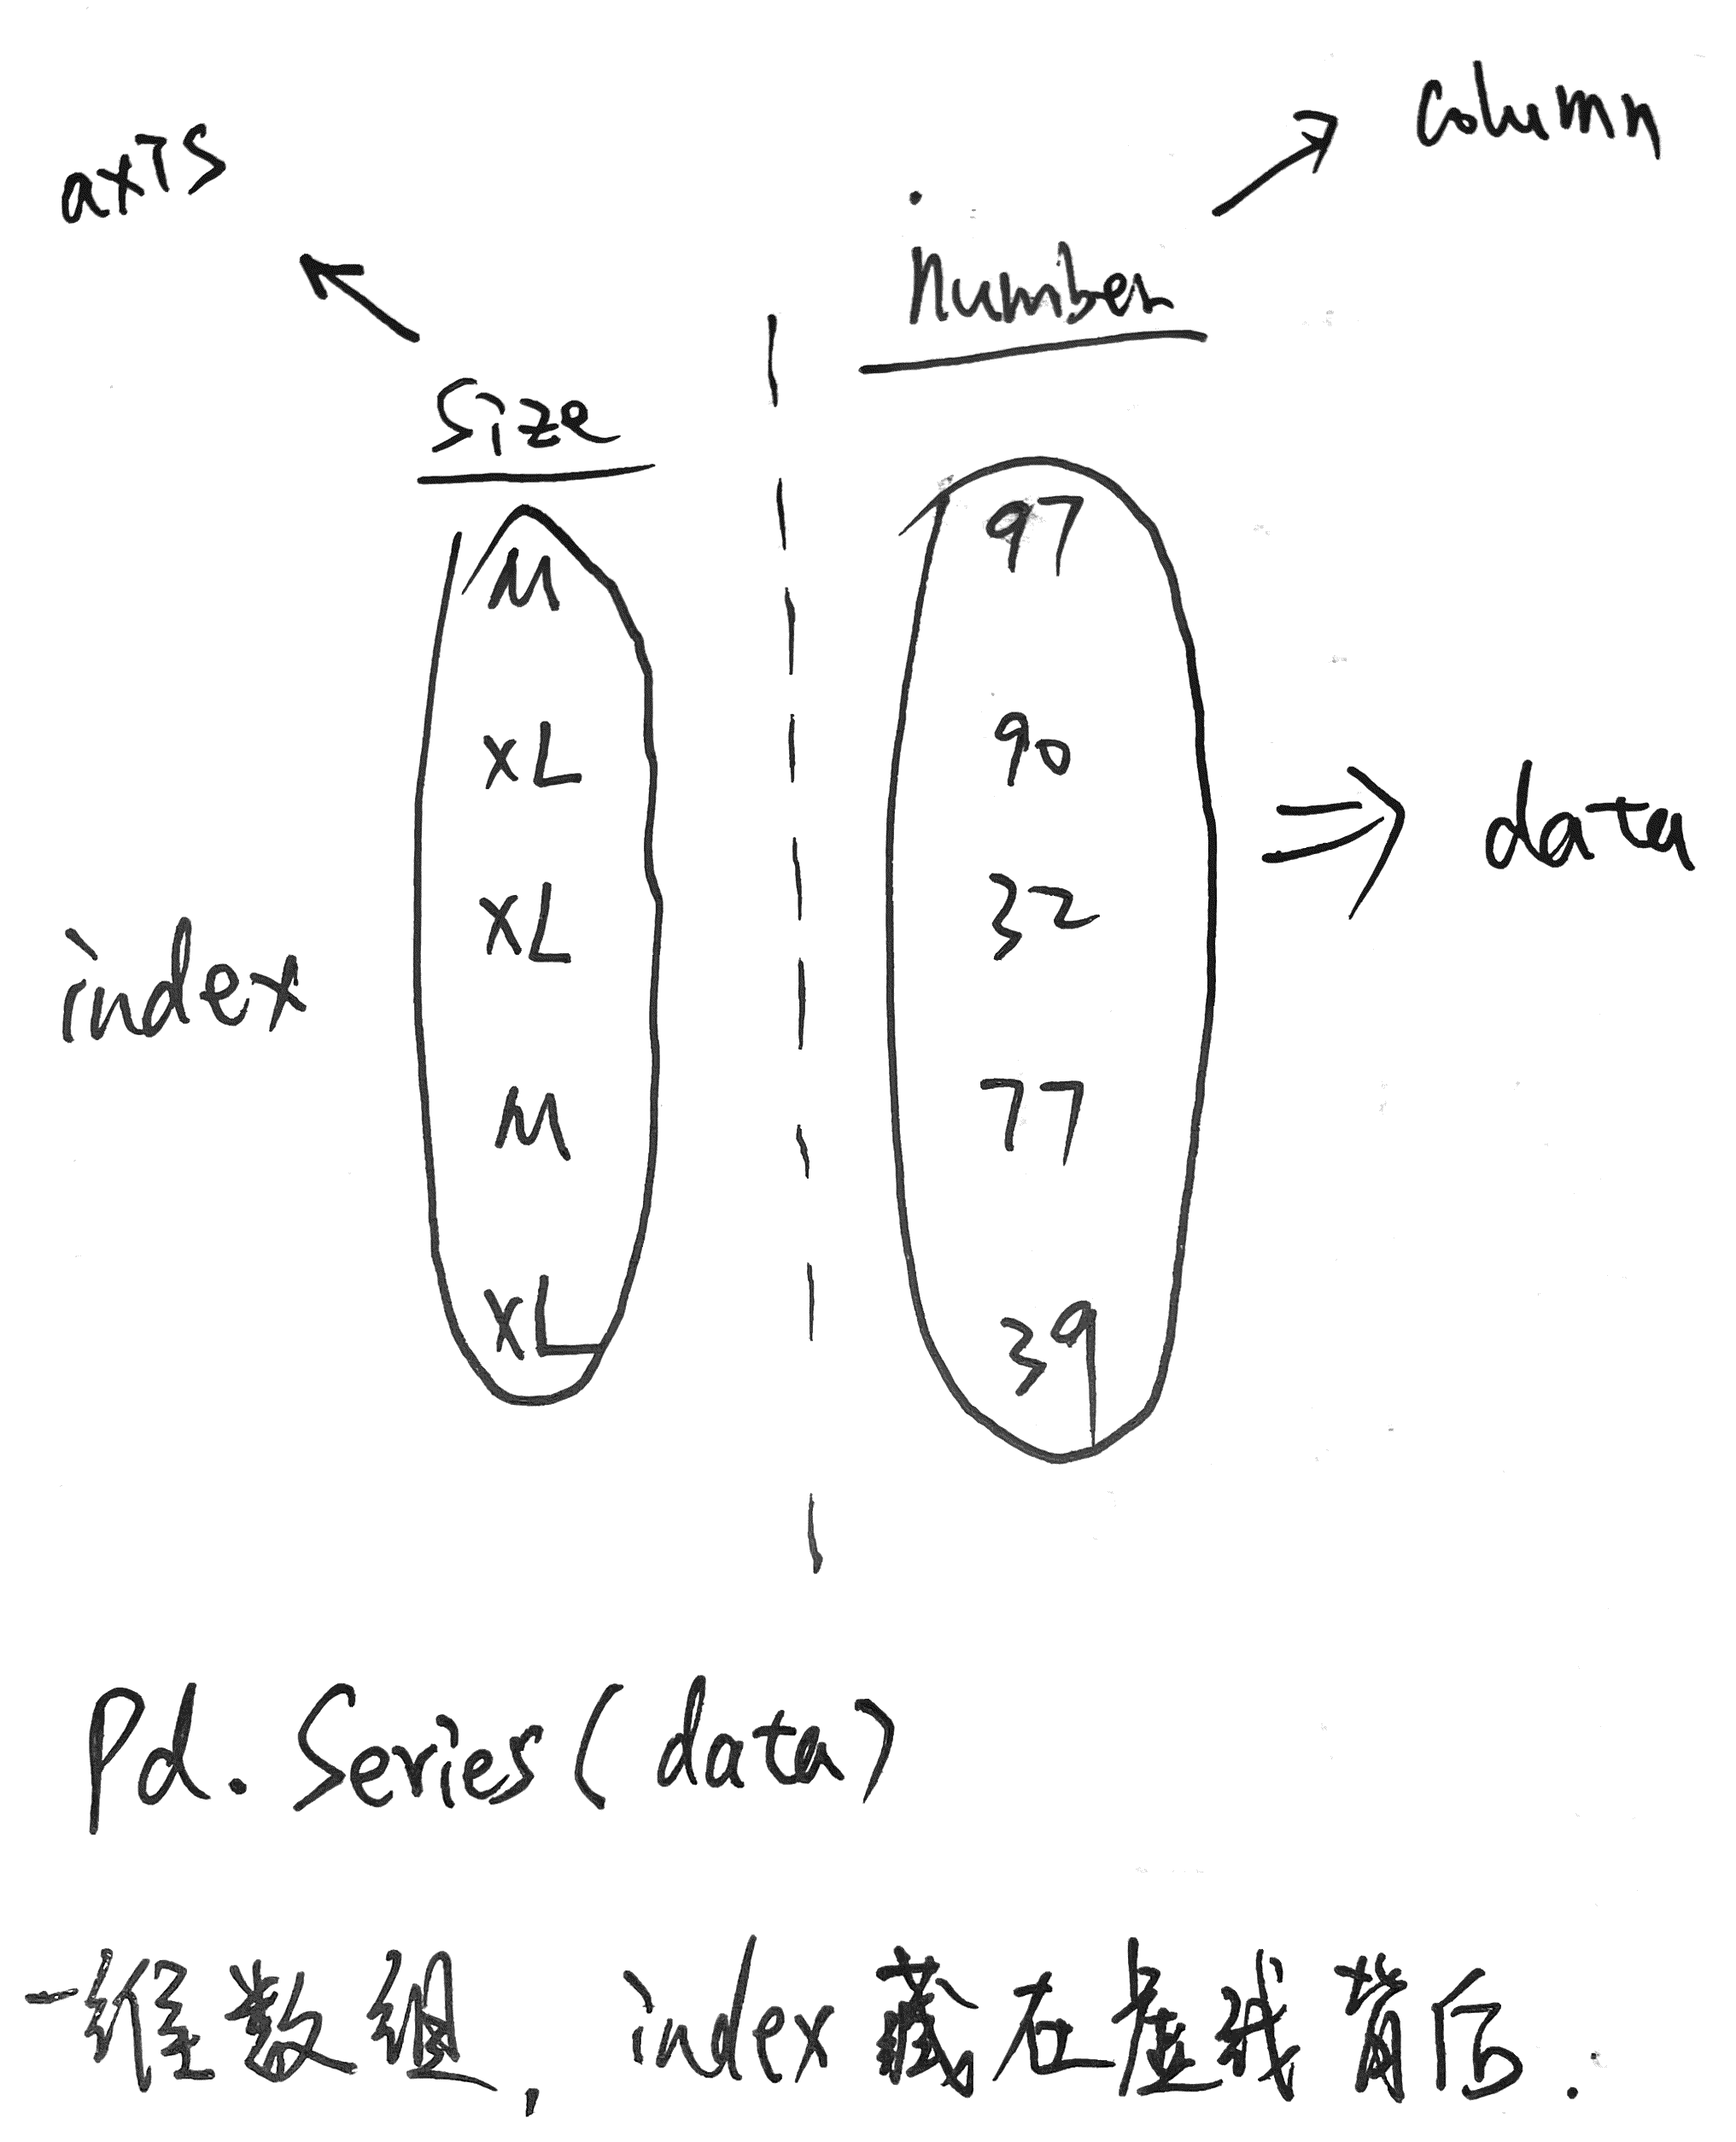 axis
column
number
size
M 97
XL 90
data
XL 32
index
M 77
XL 39
Pd. Series(data)
一维数组, index 藏在虚线背后.